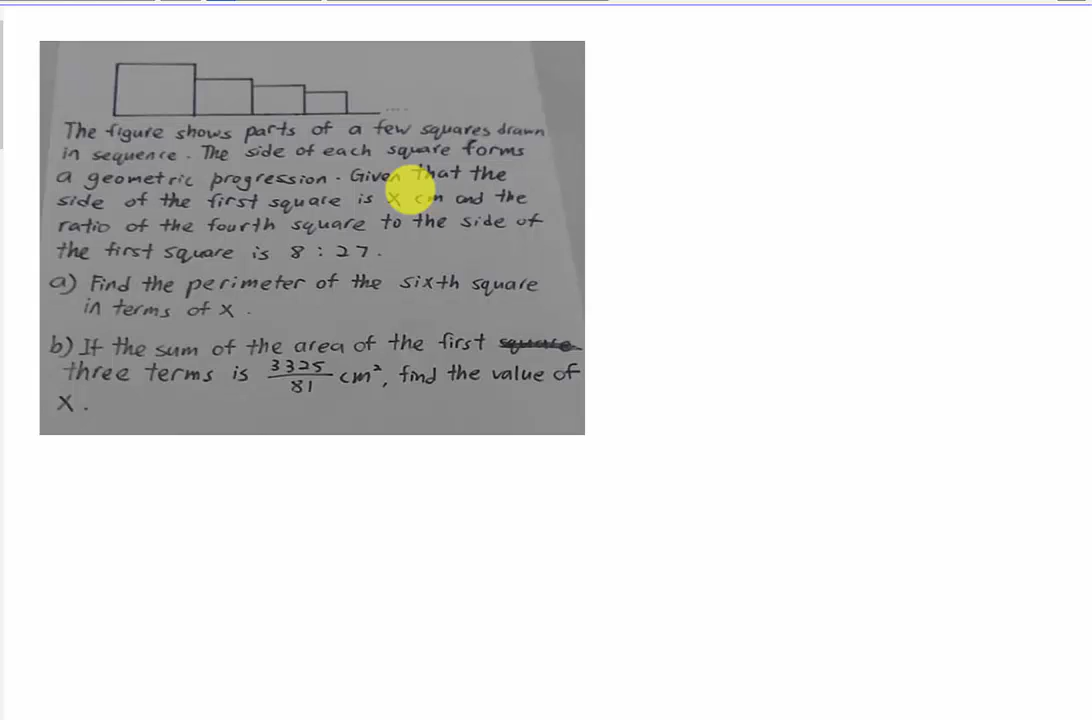 ....
The figure shows parts of a few squares drawn
in sequence. The side of each square forms
a geometric progression. Given that the
side of the first square is x cm and the
ratio of the fourth square to the side of
the first square is 8 : 27.
a) Find the perimeter of the sixth square
in terms of x.
b) If the sum of the area of the first square
three terms is 3325/81 cm², find the value of
x.